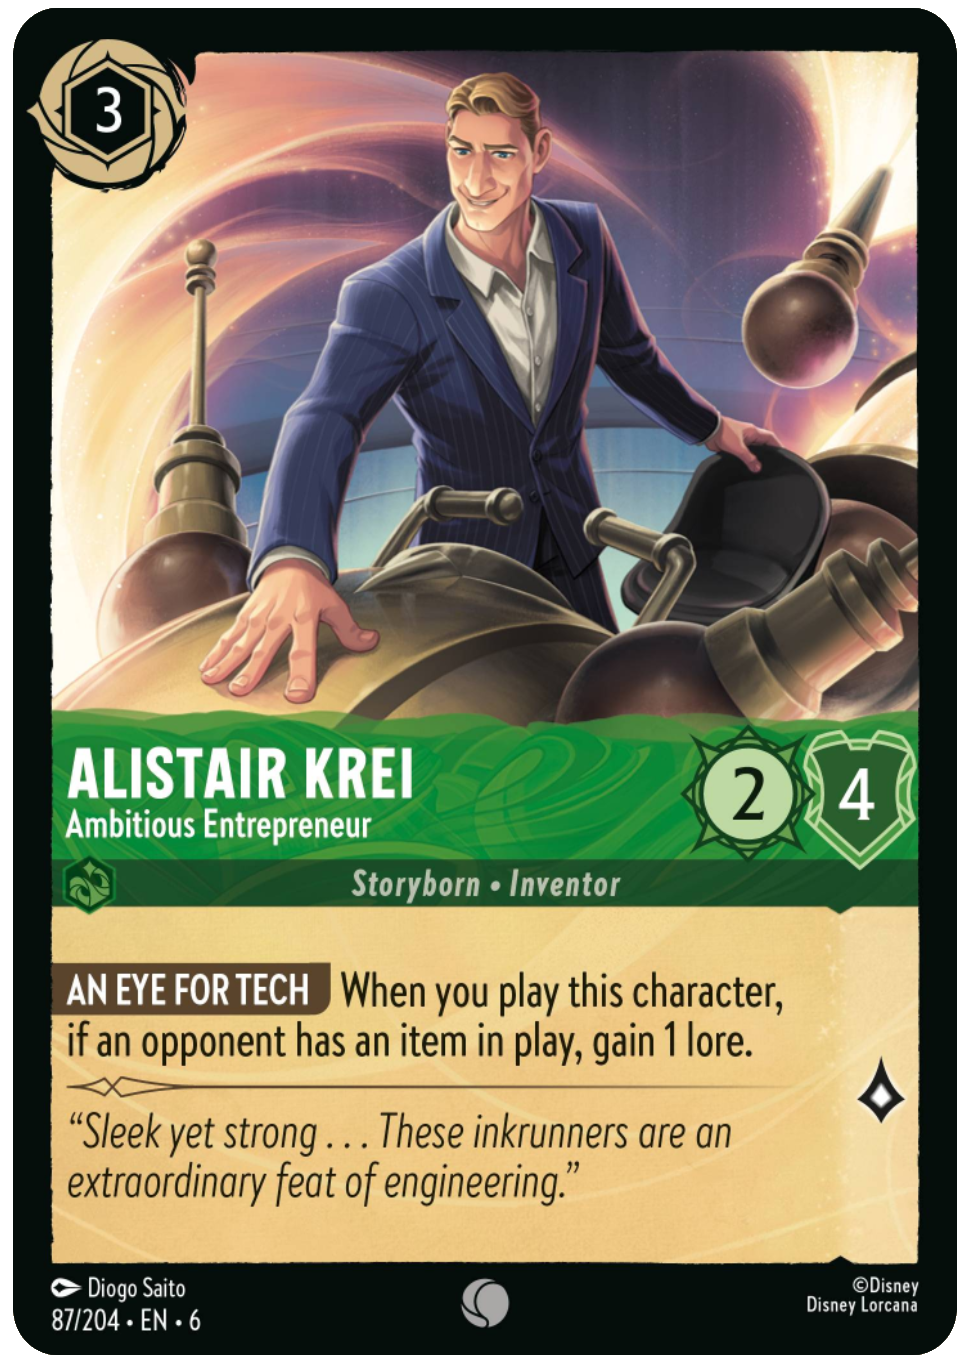 3
ALISTAIR KREI
Ambitious Entrepreneur
2
4
Storyborn • Inventor
AN EYE FOR TECH When you play this character,
if an opponent has an item in play, gain 1 lore.
“Sleek yet strong . . . These inkrunners are an
extraordinary feat of engineering.”
Diogo Saito
87/204 • EN • 6
©Disney
Disney Lorcana